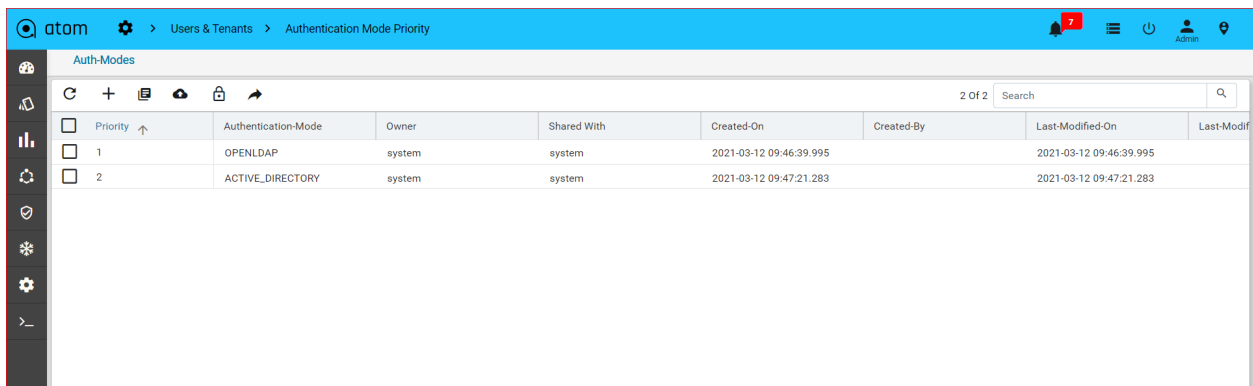 atom > Users & Tenants > Authentication Mode Priority 7 Admin
Auth-Modes
2 Of 2 Search
Priority Authentication-Mode Owner Shared With Created-On Created-By Last-Modified-On Last-Modif
1 OPENLDAP system system 2021-03-12 09:46:39.995 2021-03-12 09:46:39.995
2 ACTIVE_DIRECTORY system system 2021-03-12 09:47:21.283 2021-03-12 09:47:21.283